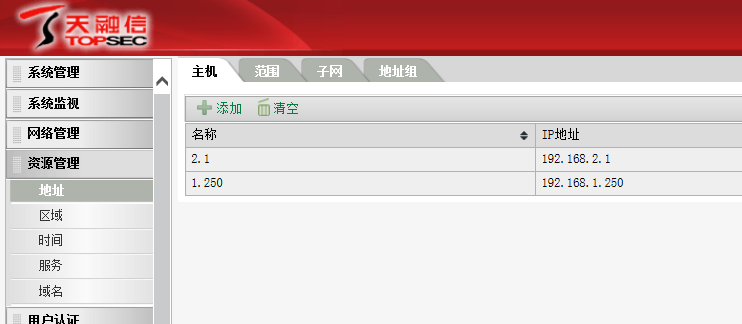 天融信
TOPSEC
系统管理
系统监视
网络管理
资源管理
地址
区域
时间
服务
域名
用户认证
主机 范围 子网 地址组
添加 清空
名称 IP地址
2.1 192.168.2.1
1.250 192.168.1.250